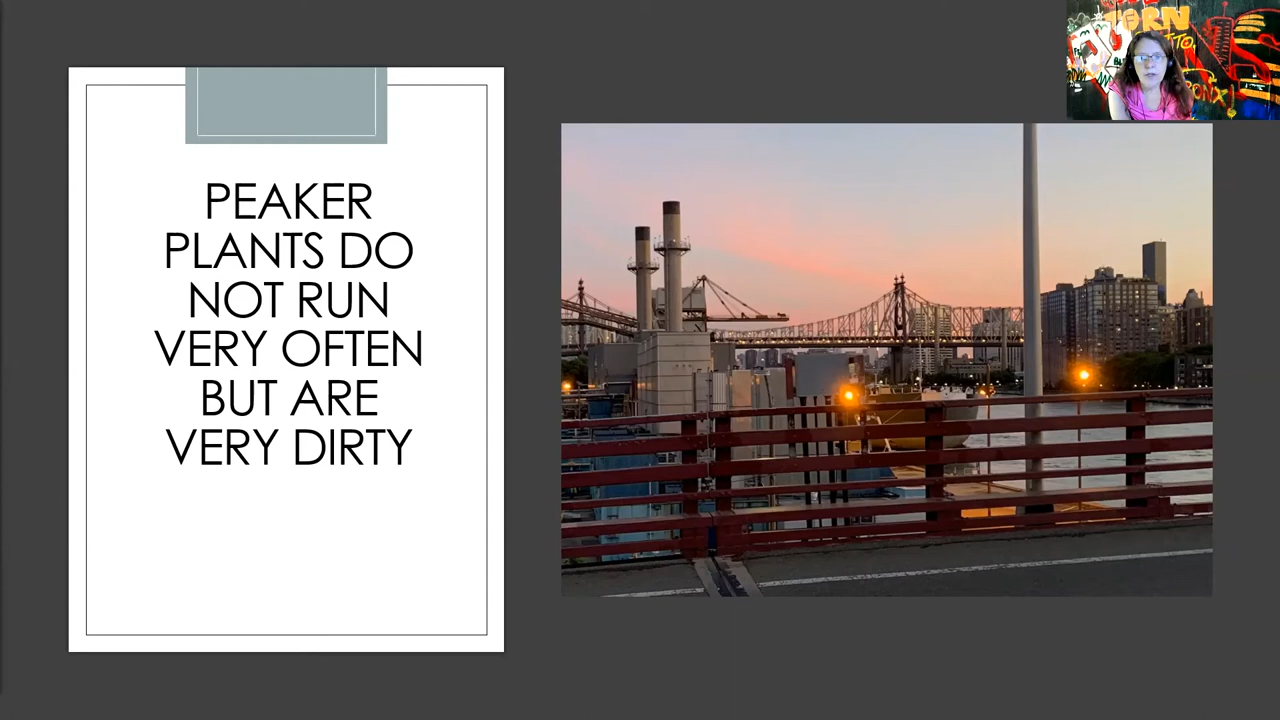 PEAKER
PLANTS DO
NOT RUN
VERY OFTEN
BUT ARE
VERY DIRTY